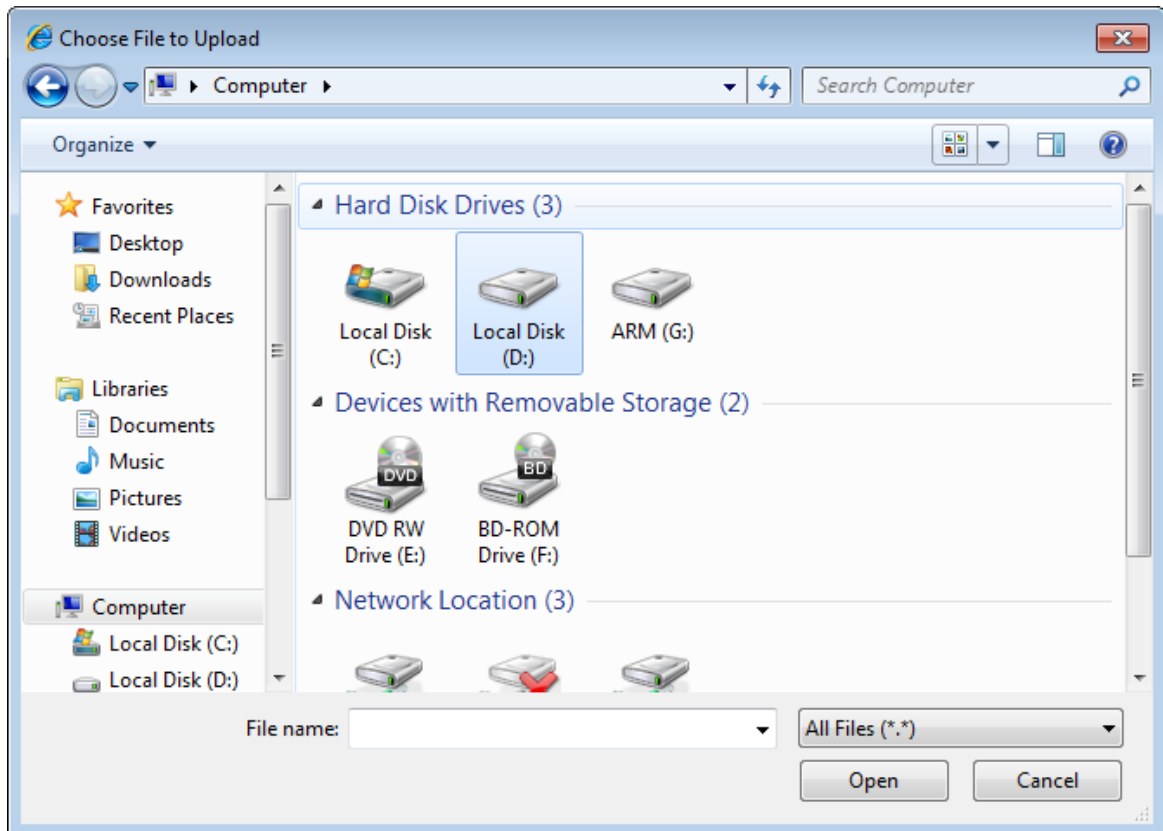 Choose File to Upload
Computer
Search Computer
Organize
Favorites
Desktop
Downloads
Recent Places
Libraries
Documents
Music
Pictures
Videos
Computer
Local Disk (C:)
Local Disk (D:)
Hard Disk Drives (3)
Local Disk
(C:)
Local Disk
(D:)
ARM (G:)
Devices with Removable Storage (2)
DVD
BD
DVD RW
Drive (E:)
BD-ROM
Drive (F:)
Network Location (3)
File name:
All Files (*.*)
Open
Cancel